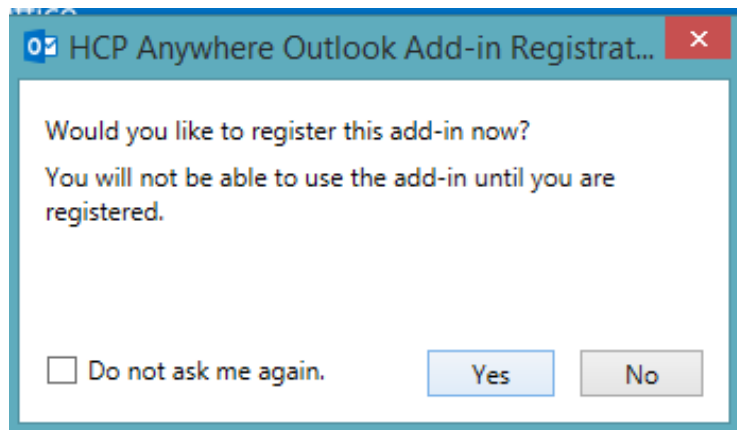 HCP Anywhere Outlook Add-in Registrat...
Would you like to register this add-in now?
You will not be able to use the add-in until you are
registered.
Do not ask me again.
Yes
No